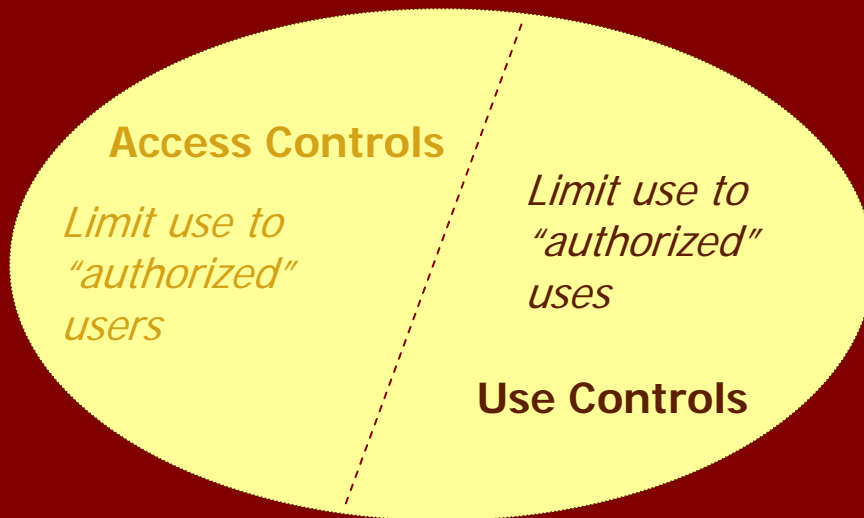 Access Controls
Limit use to
“authorized”
users
Limit use to
“authorized”
uses
Use Controls